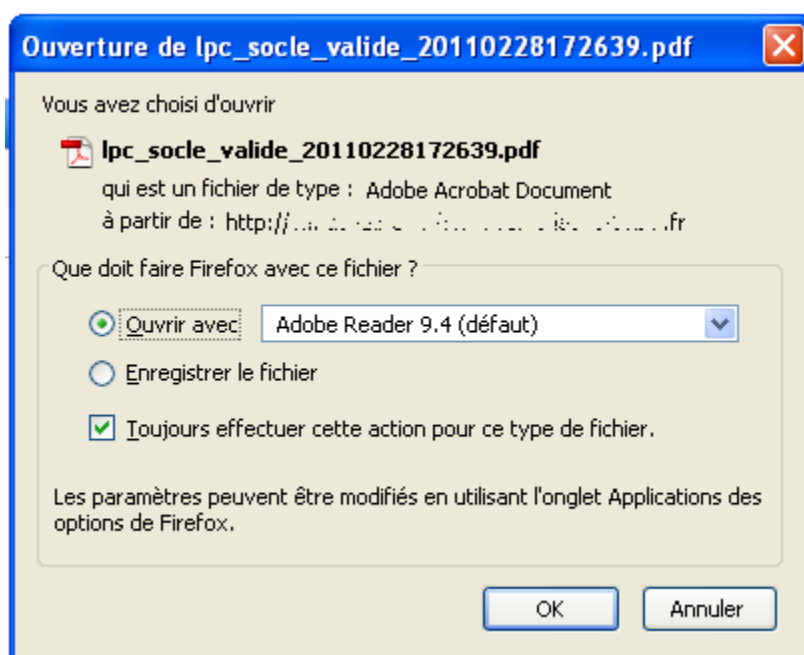 Ouverture de lpc_socle_valide_20110228172639.pdf
Vous avez choisi d'ouvrir
lpc_socle_valide_20110228172639.pdf
qui est un fichier de type : Adobe Acrobat Document
à partir de : http:// .fr
Que doit faire Firefox avec ce fichier ?
Ouvrir avec Adobe Reader 9.4 (défaut)
Enregistrer le fichier
Toujours effectuer cette action pour ce type de fichier.
Les paramètres peuvent être modifiés en utilisant l'onglet Applications des
options de Firefox.
OK Annuler